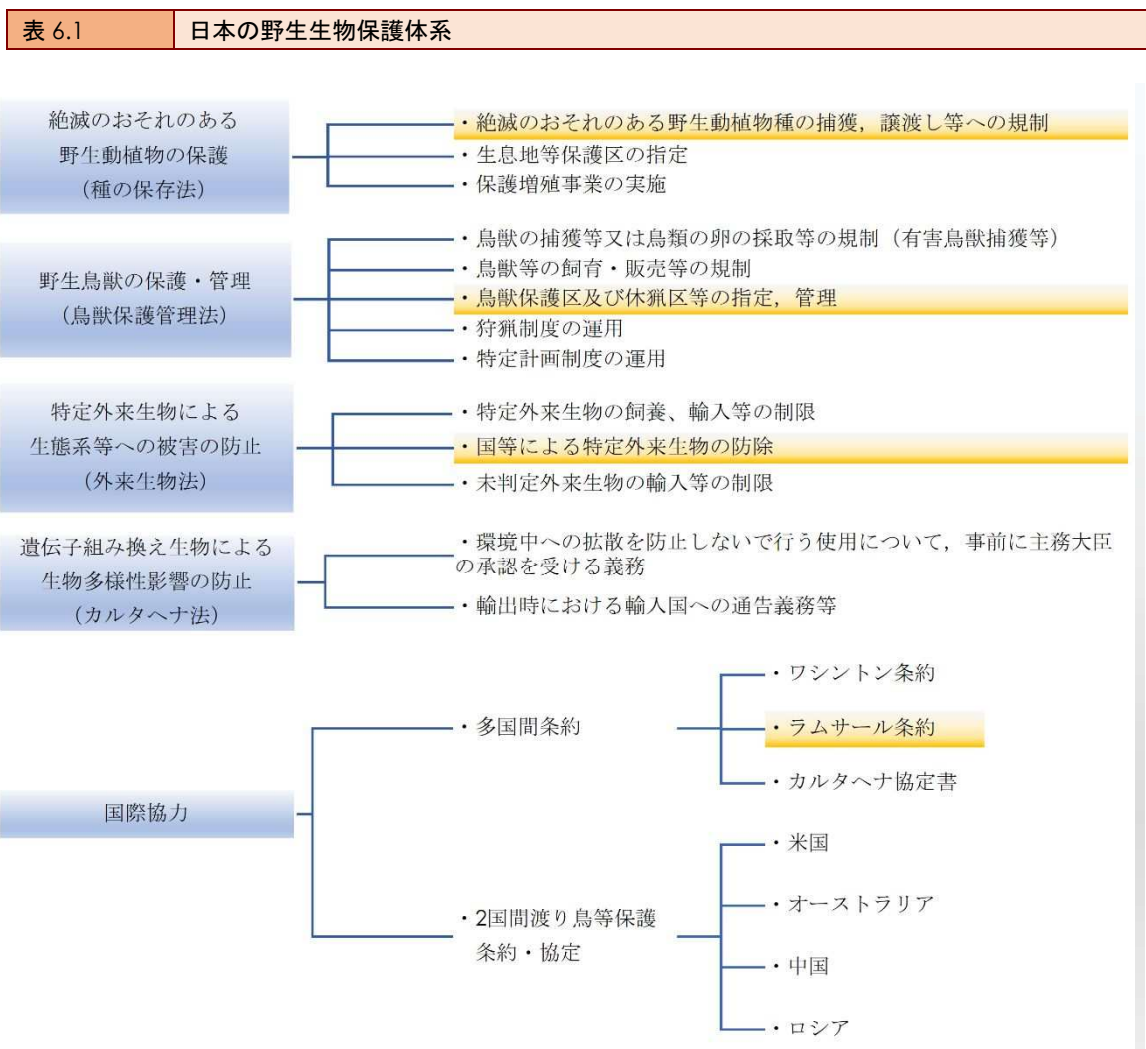 表 6.1 日本の野生生物保護体系
絶滅のおそれのある
野生動植物の保護
（種の保存法）
・絶滅のおそれのある野生動植物種の捕獲，譲渡し等への規制
・生息地等保護区の指定
・保護増殖事業の実施
野生鳥獣の保護・管理
（鳥獣保護管理法）
・鳥獣の捕獲等又は鳥類の卵の採取等の規制（有害鳥獣捕獲等）
・鳥獣等の飼育・販売等の規制
・鳥獣保護区及び休猟区等の指定，管理
・狩猟制度の運用
・特定計画制度の運用
特定外来生物による
生態系等への被害の防止
（外来生物法）
・特定外来生物の飼養、輸入等の制限
・国等による特定外来生物の防除
・未判定外来生物の輸入等の制限
遺伝子組み換え生物による
生物多様性影響の防止
（カルタヘナ法）
・環境中への拡散を防止しないで行う使用について，事前に主務大臣
の承認を受ける義務
・輸出時における輸入国への通告義務等
国際協力
・多国間条約
・ワシントン条約
・ラムサール条約
・カルタヘナ協定書
・2国間渡り鳥等保護
条約・協定
・米国
・オーストラリア
・中国
・ロシア